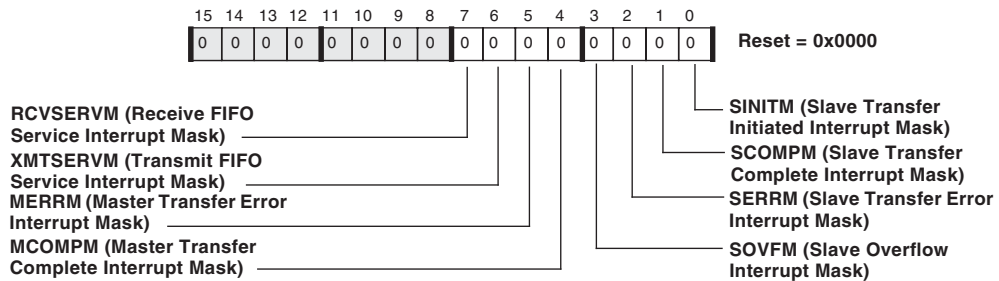 15 14 13 12 11 10 9 8 7 6 5 4 3 2 1 0
0 0 0 0 0 0 0 0 0 0 0 0 0 0 0 0
Reset = 0x0000
RCVSERVM (Receive FIFO
Service Interrupt Mask)
XMTSERVM (Transmit FIFO
Service Interrupt Mask)
MERRM (Master Transfer Error
Interrupt Mask)
MCOMPM (Master Transfer
Complete Interrupt Mask)
SINITM (Slave Transfer
Initiated Interrupt Mask)
SCOMPM (Slave Transfer
Complete Interrupt Mask)
SERRM (Slave Transfer Error
Interrupt Mask)
SOVFM (Slave Overflow
Interrupt Mask)